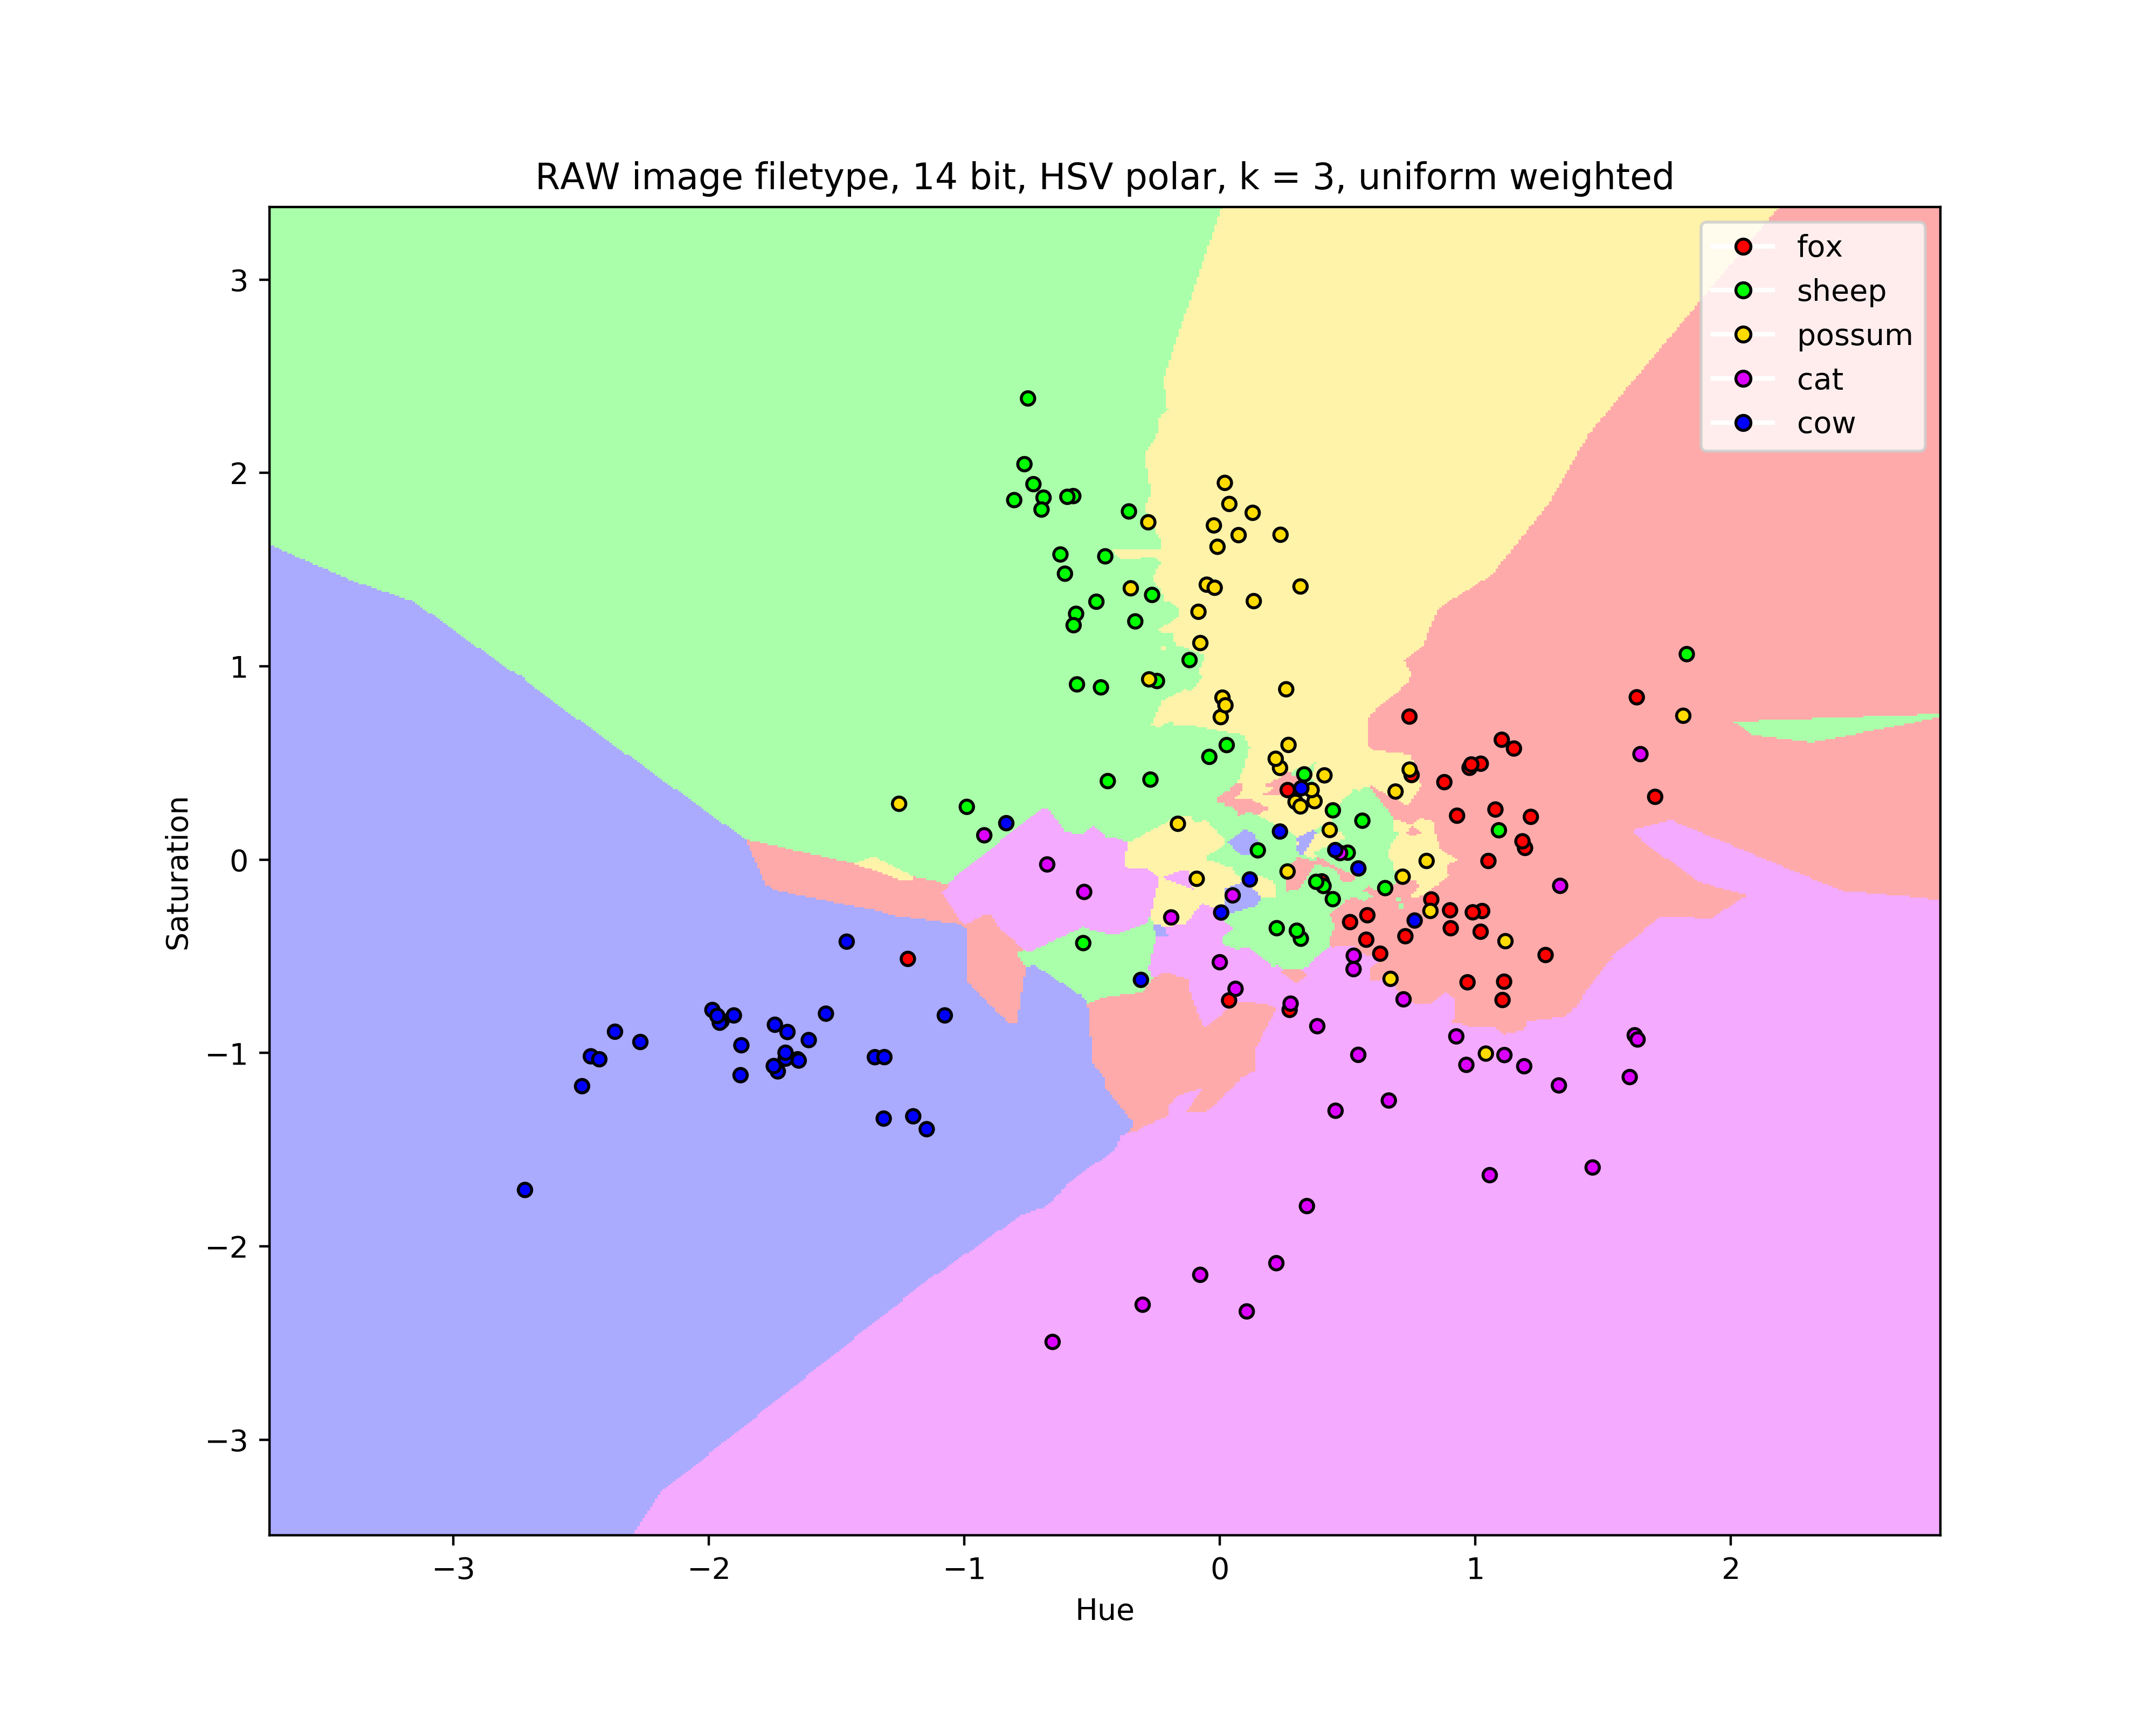 RAW image filetype, 14 bit, HSV polar, k = 3, uniform weighted
fox
sheep
possum
cat
cow
3
2
1
0
−1
−2
−3
Saturation
−3
−2
−1
0
1
2
Hue